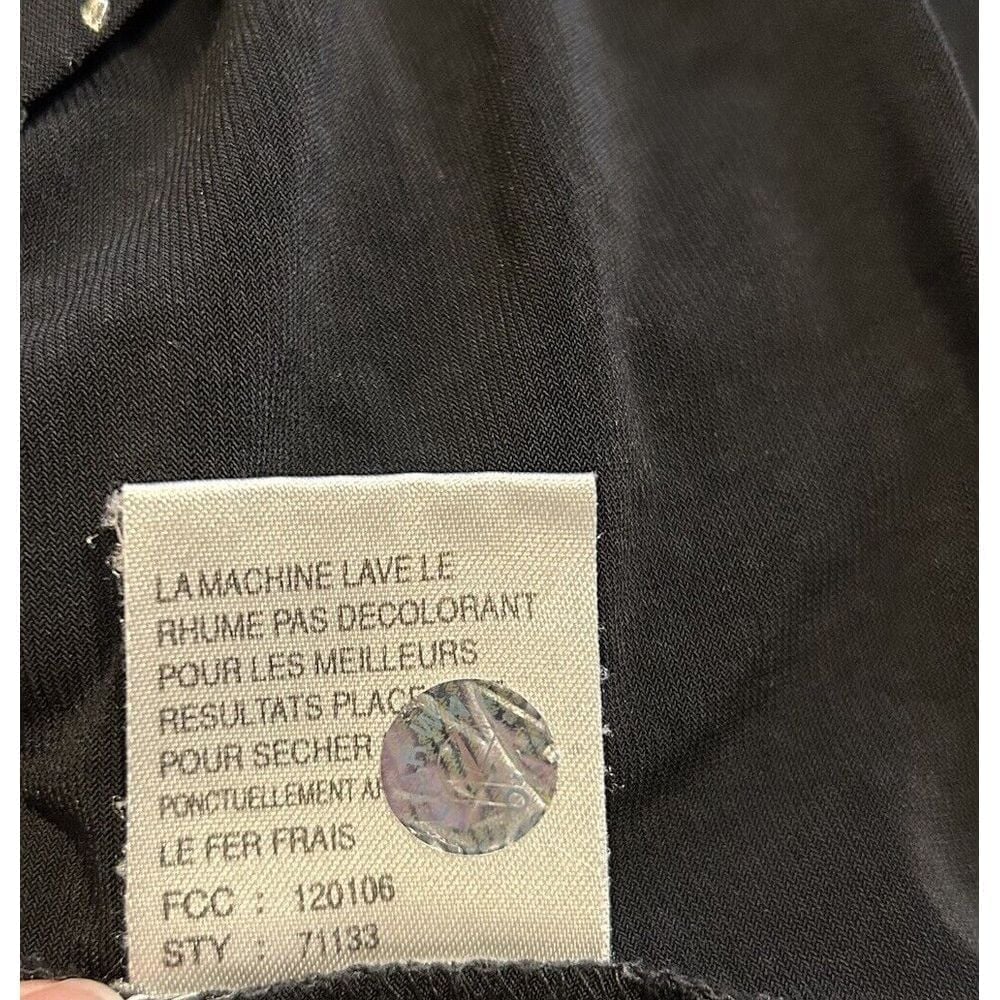 LA MACHINE LAVE LE
RHUME PAS DECOLORANT
POUR LES MEILLEURS
RESULTATS
POUR SECHER
PONCTUELLEMENT
LE FER FRAIS
FCC : 120106
STY : 71133